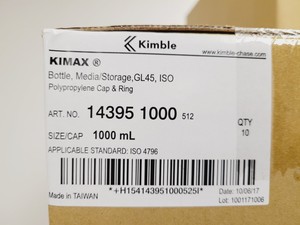 Kimble
KIMAX ®
www.kimble-chase.com
Bottle, Media/Storage,GL45, ISO
Polypropylene Cap & Ring
ART. NO. 14395 1000 512
QTY
SIZE/CAP 1000 mL
10
APPLICABLE STANDARD: ISO 4796
*+H154143951000525I*
Made in TAIWAN
Date: 10/06/17
Lot: 1001171006